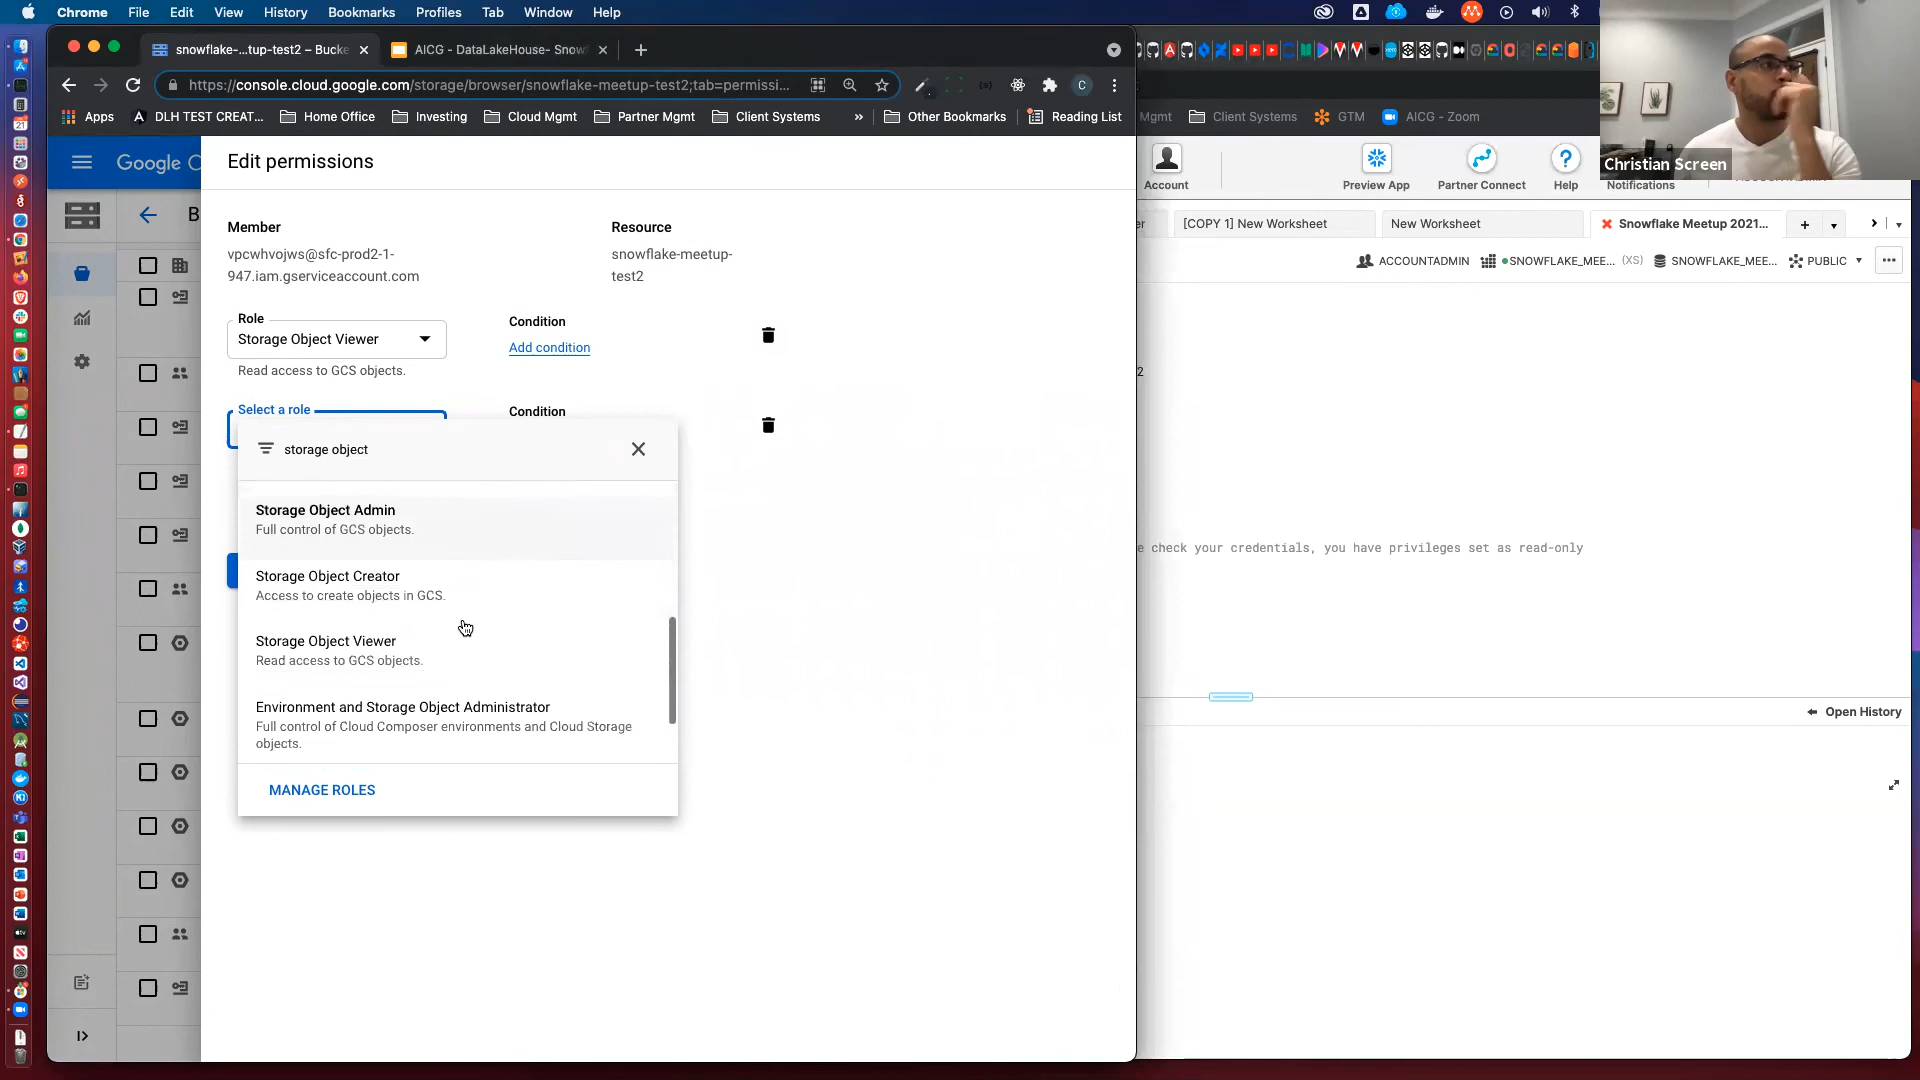 Chrome File Edit View History Bookmarks Profiles Tab Window Help
snowflake-...tup-test2 – Bucke
AICG - DataLakeHouse- Snow
https://console.cloud.google.com/storage/browser/snowflake-meetup-test2;tab=permissi...
Apps
DLH TEST CREAT...
Home Office
Investing
Cloud Mgmt
Partner Mgmt
Client Systems
»
Other Bookmarks
Reading List
Mgmt
Client Systems
GTM
AICG - Zoom
Christian Screen
Google C
Edit permissions
Account
Preview App
Partner Connect
Help
Notifications
[COPY 1] New Worksheet
New Worksheet
Snowflake Meetup 2021...
ACCOUNTADMIN
SNOWFLAKE_MEE... (XS)
SNOWFLAKE_MEE...
PUBLIC
B
Member
vpcwhvojws@sfc-prod2-1-
947.iam.gserviceaccount.com
Resource
snowflake-meetup-
test2
Role
Storage Object Viewer
Read access to GCS objects.
Condition
Add condition
2
Select a role
Condition
storage object
Storage Object Admin
Full control of GCS objects.
Storage Object Creator
Access to create objects in GCS.
Storage Object Viewer
Read access to GCS objects.
Environment and Storage Object Administrator
Full control of Cloud Composer environments and Cloud Storage
objects.
MANAGE ROLES
e check your credentials, you have privileges set as read-only
Open History